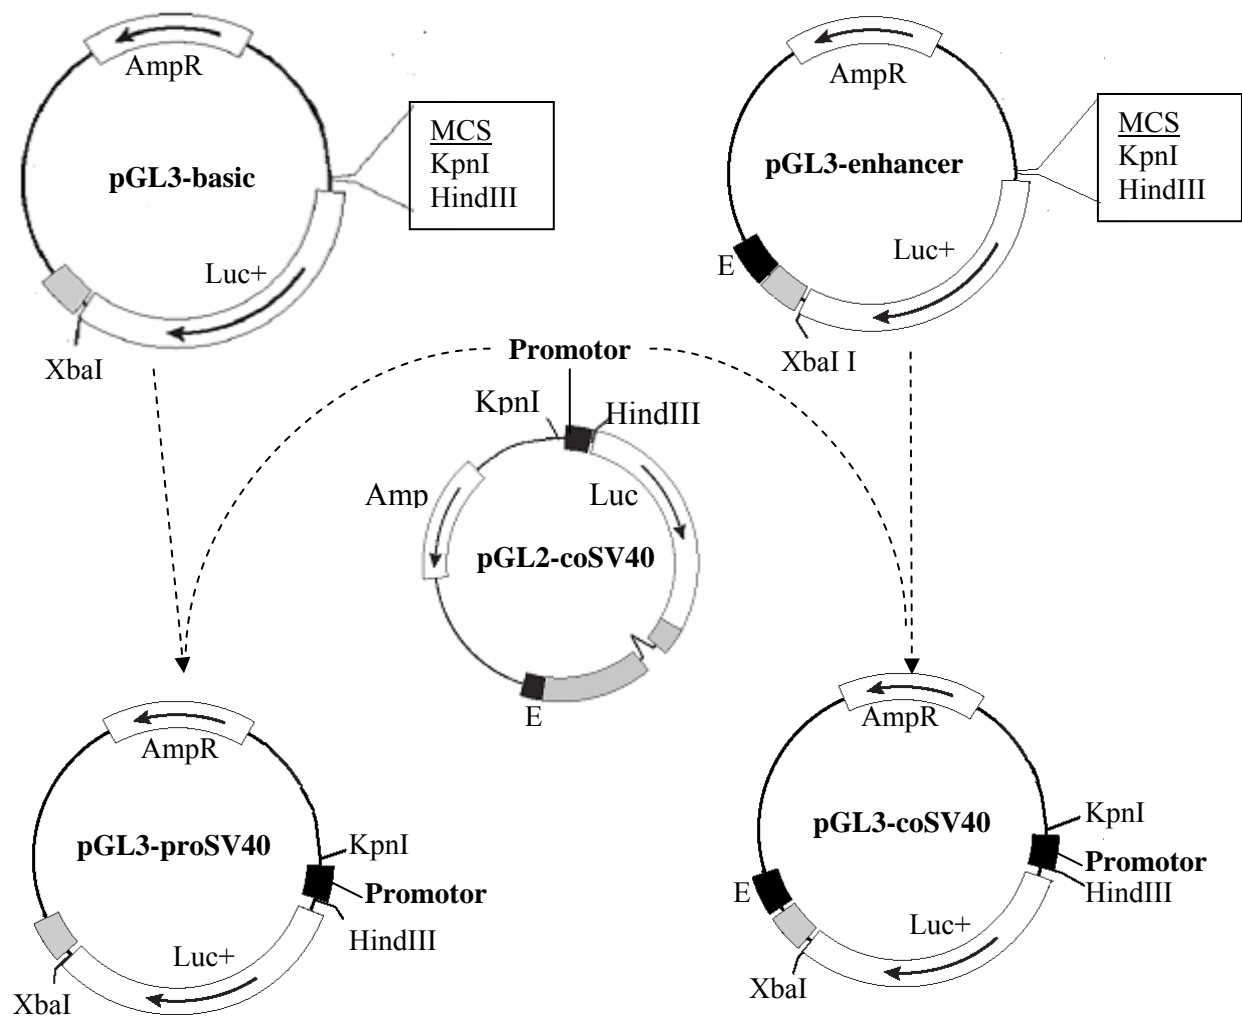 AmpR
pGL3-basic
MCS
KpnI
HindIII
Luc+
XbaI
AmpR
pGL3-enhancer
MCS
KpnI
HindIII
E
Luc+
XbaI I
Promotor
KpnI
HindIII
Amp
Luc
pGL2-coSV40
E
AmpR
pGL3-proSV40
KpnI
Promotor
HindIII
Luc+
XbaI
AmpR
pGL3-coSV40
KpnI
Promotor
HindIII
E
Luc+
XbaI